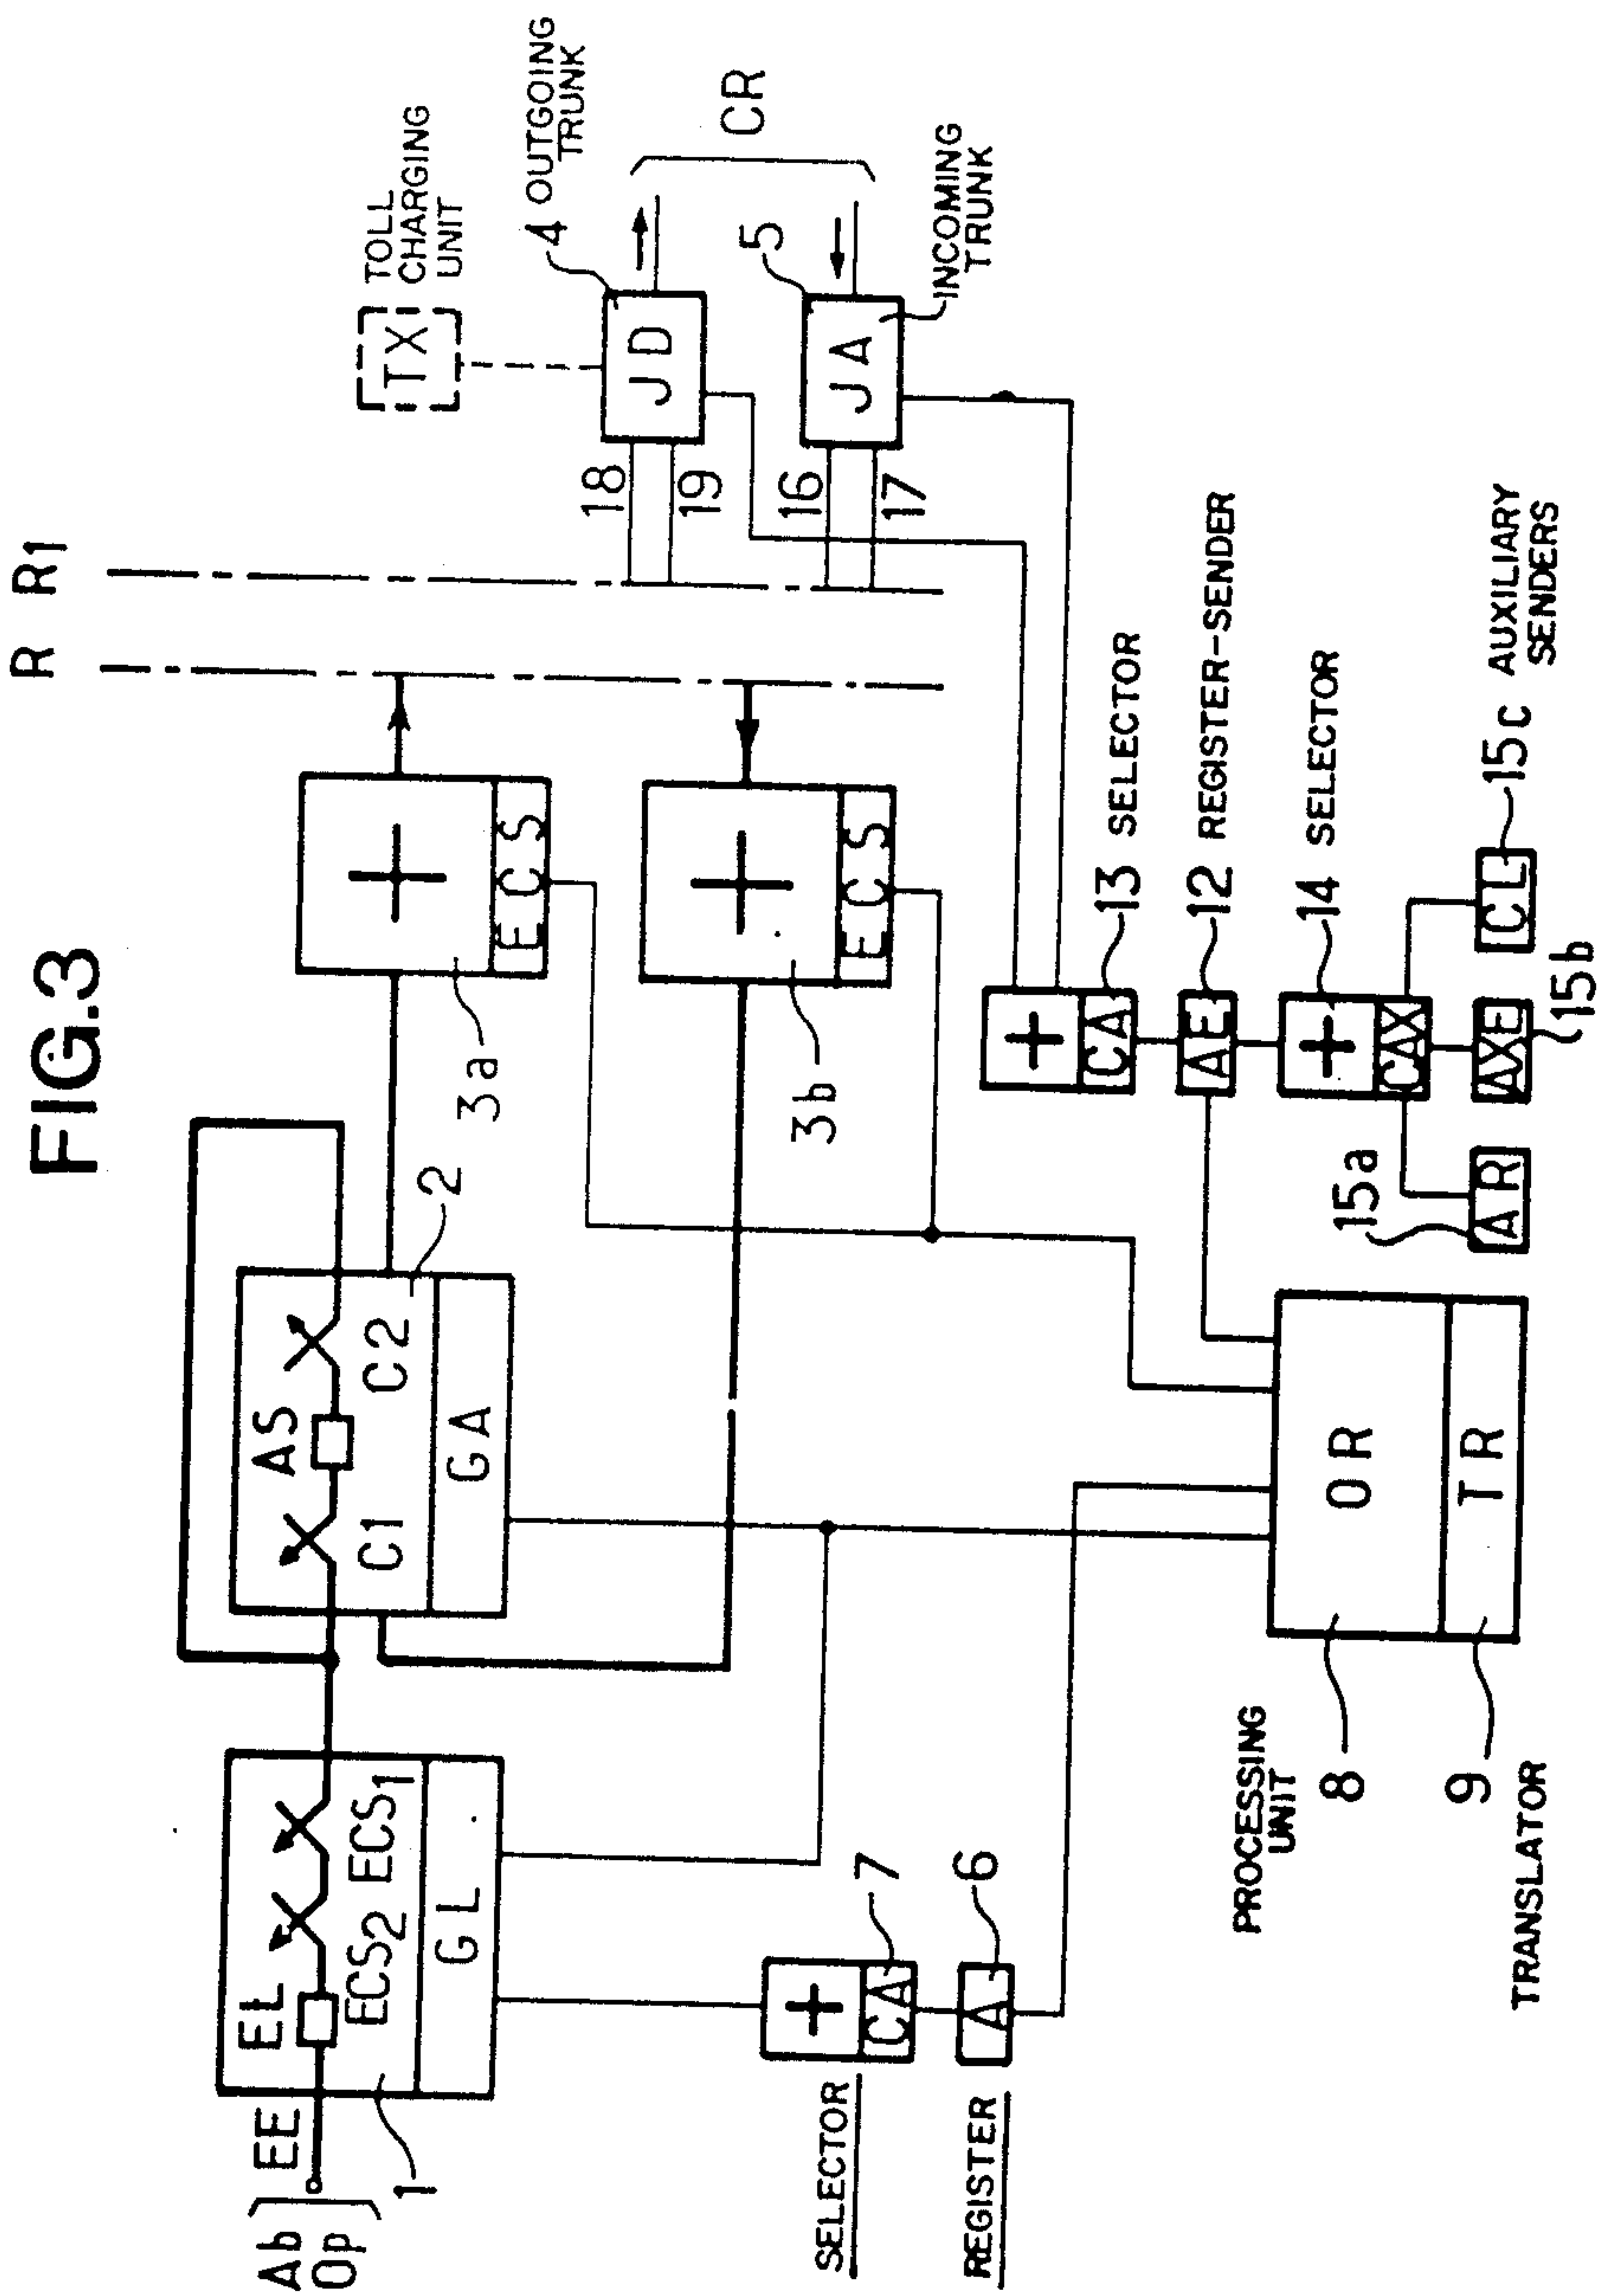 FIG.3
R R1
TOLL
CHARGING
UNIT
TX
4 OUTGOING
TRUNK
JD
18
19
CR
5
JA
16
17
INCOMING
TRUNK
Ab
Op
EE
EL
ECS2 ECS1
GL
1
AS
C1 C2
GA
2
ECS
3a
ECS
3b
SELECTOR
CA
7
REGISTER
A
6
CA
13 SELECTOR
AE
12 REGISTER-SENDER
CAX
14 SELECTOR
15a
AR
AXE
15b
CL
15c AUXILIARY
SENDERS
PROCESSING
UNIT
8
OR
TRANSLATOR
9
TR